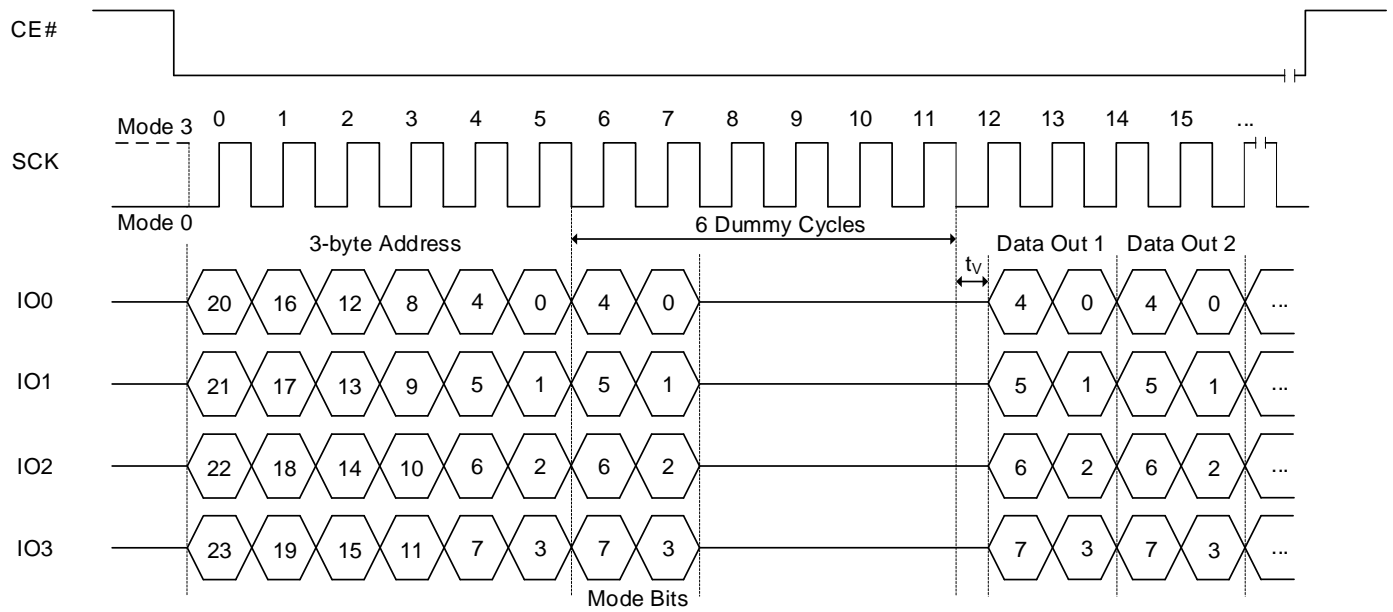 CE#
Mode 3 0 1 2 3 4 5 6 7 8 9 10 11 12 13 14 15 ...
SCK
Mode 0
6 Dummy Cycles
3-byte Address Data Out 1 Data Out 2
tV
IO0 20 16 12 8 4 0 4 0 4 0 4 0 ...
IO1 21 17 13 9 5 1 5 1 5 1 5 1 ...
IO2 22 18 14 10 6 2 6 2 6 2 6 2 ...
IO3 23 19 15 11 7 3 7 3 7 3 7 3 ...
Mode Bits